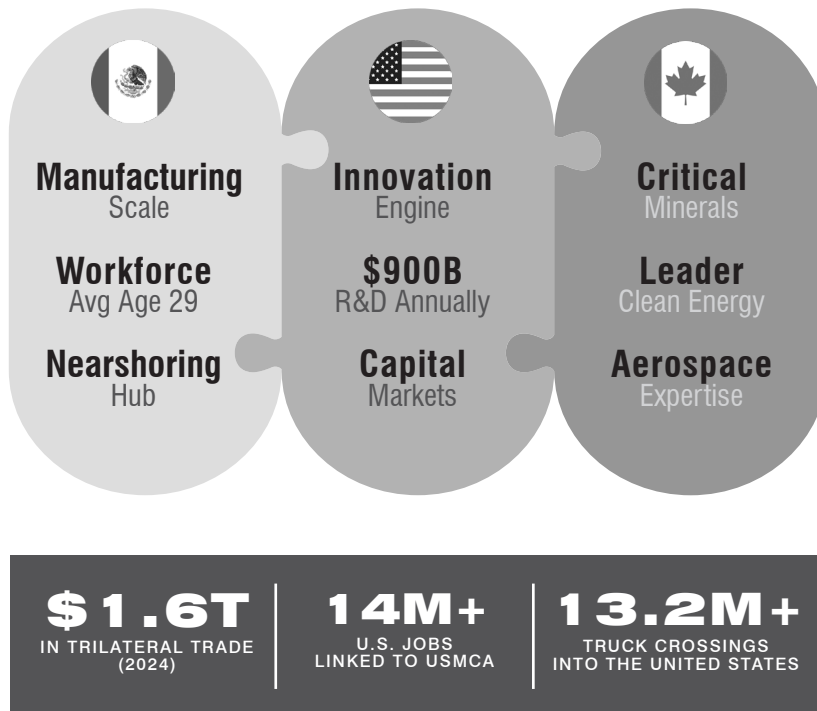 Manufacturing
Scale
Workforce
Avg Age 29
Nearshoring
Hub
Innovation
Engine
$900B
R&D Annually
Capital
Markets
Critical
Minerals
Leader
Clean Energy
Aerospace
Expertise
$1.6T
IN TRILATERAL TRADE
(2024)
14M+
U.S. JOBS
LINKED TO USMCA
13.2M+
TRUCK CROSSINGS
INTO THE UNITED STATES